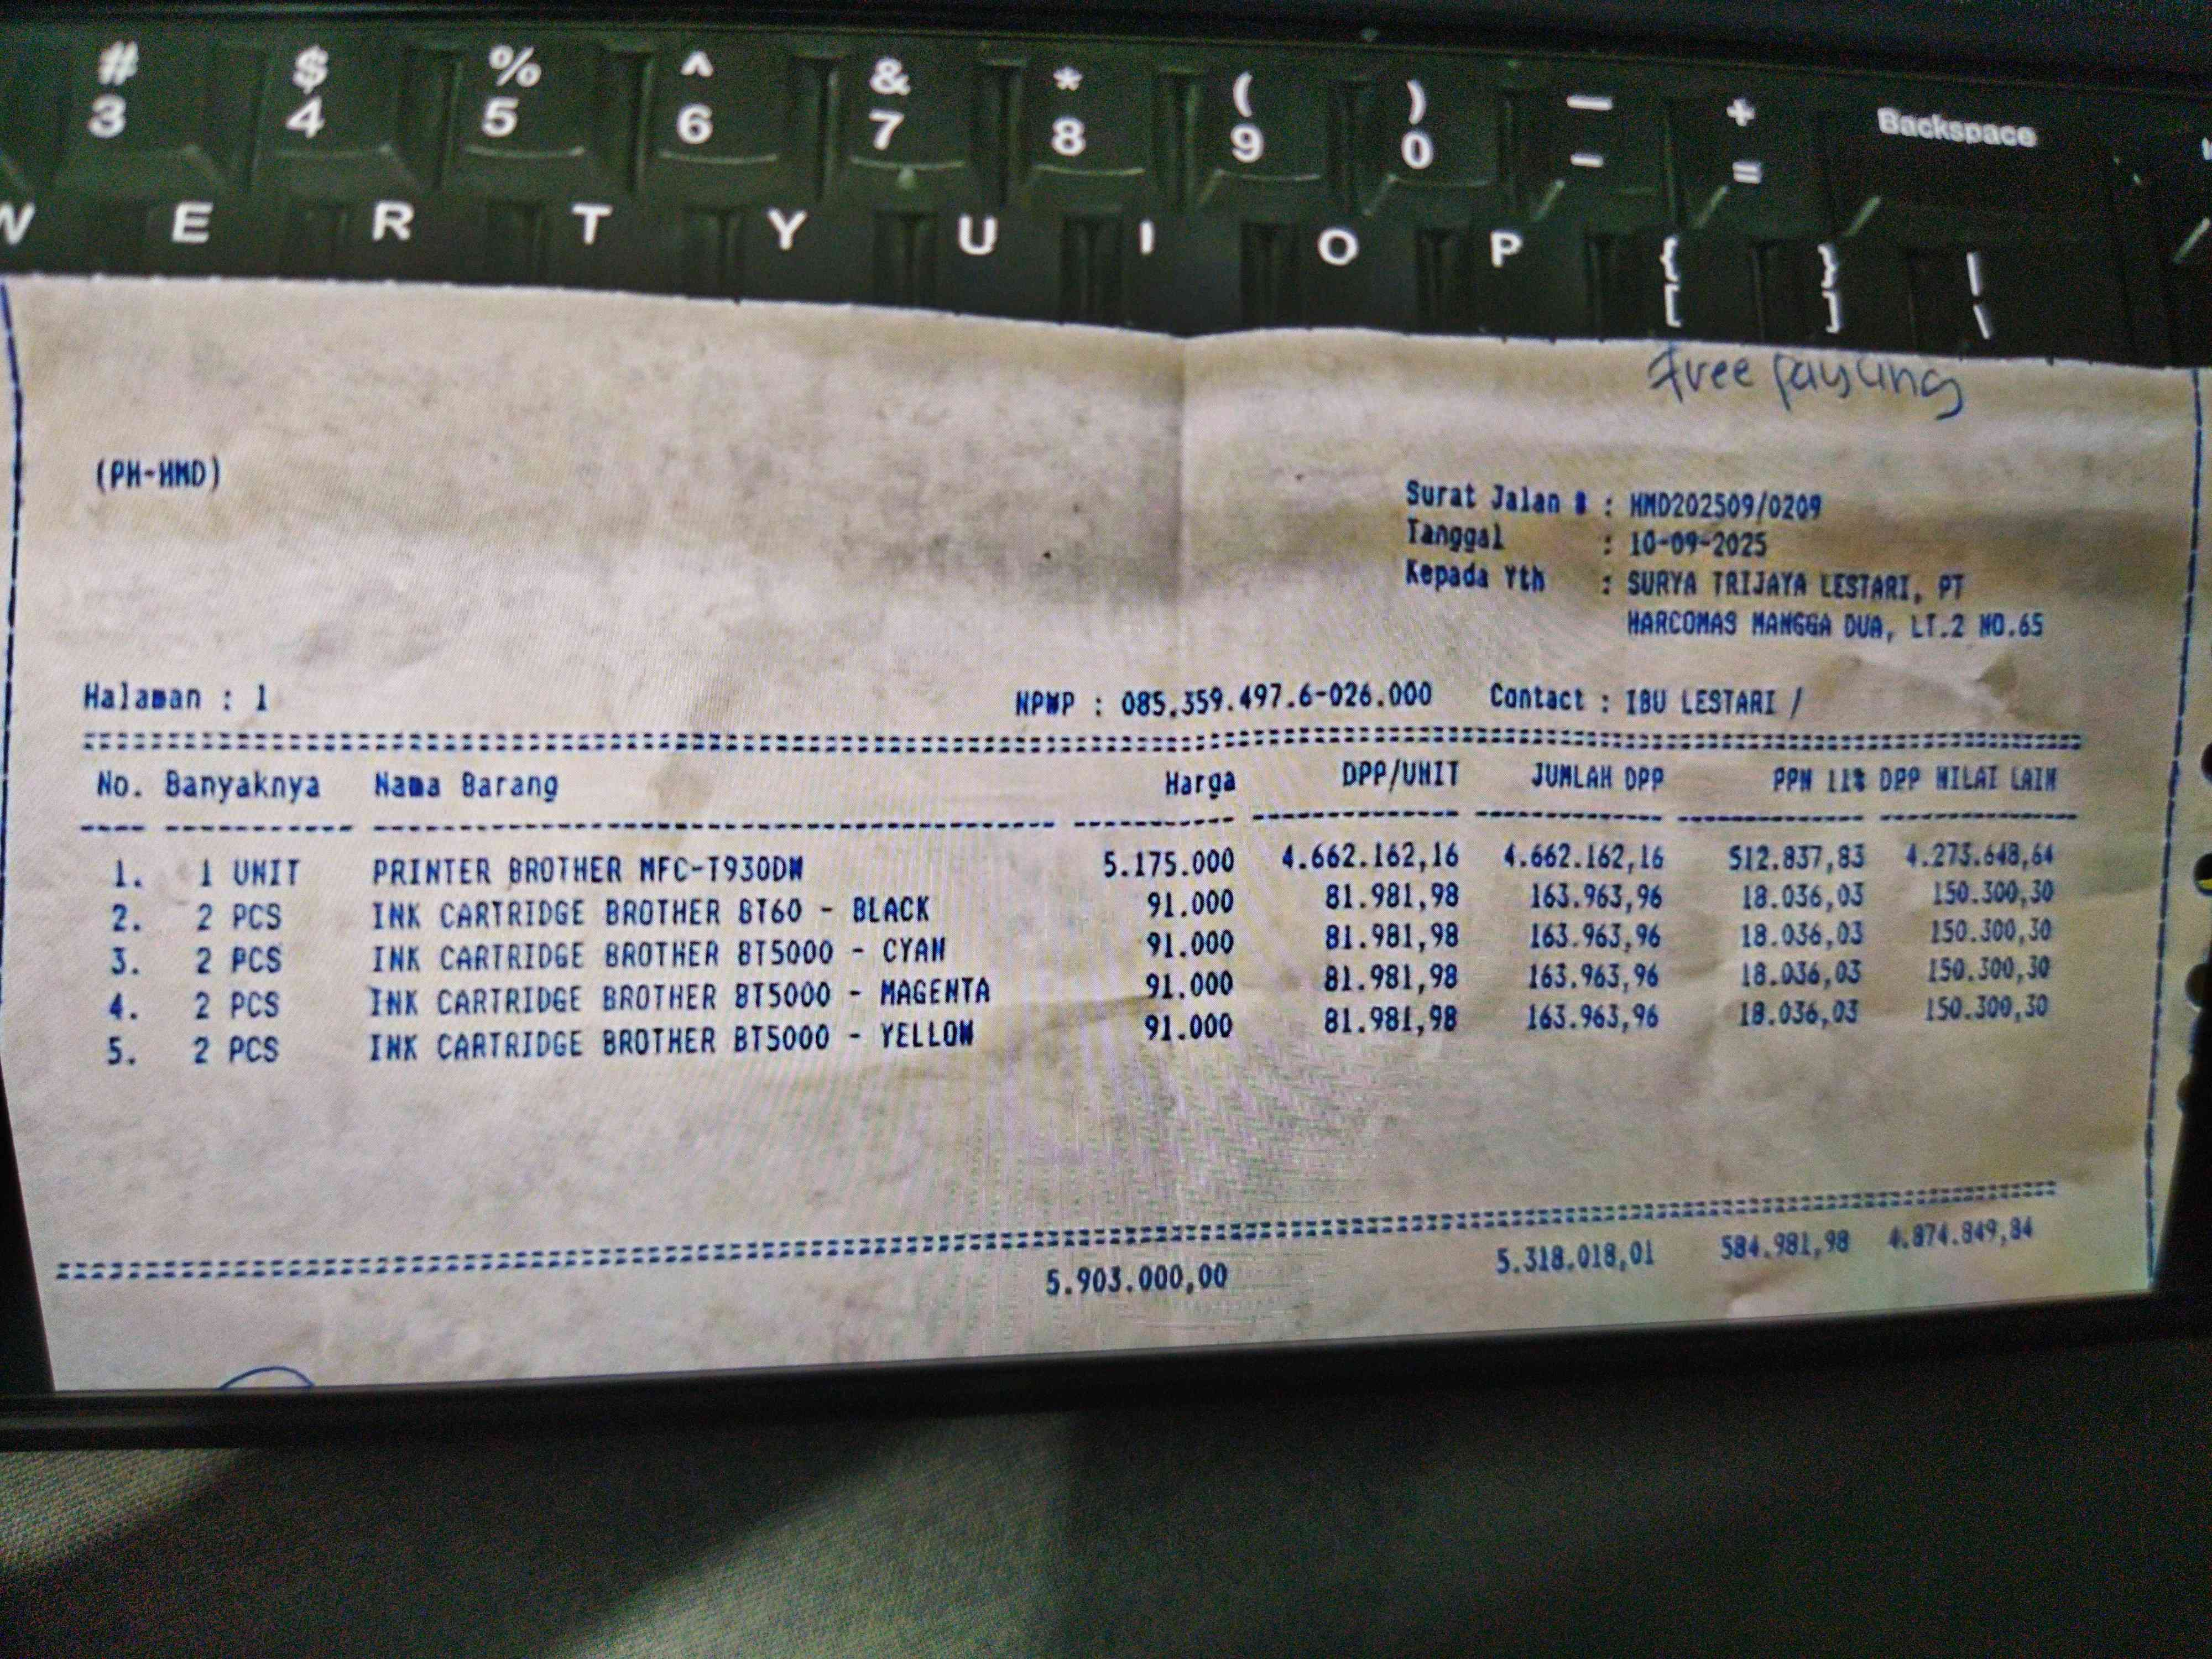 # $ % ^ & * ( ) — +
3 4 5 6 7 8 9 0 - = Backspace
W E R T Y U I O P { } |
[ ] \
Free payung
(PH-HMD)
Surat Jalan # : HMD202509/0209
Tanggal : 10-09-2025
Kepada Yth : SURYA TRIJAYA LESTARI, PT
HARCOMAS MANGGA DUA, LT.2 NO.65
Halaman : 1 NPWP : 085.359.497.6-026.000 Contact : IBU LESTARI /
No. Banyaknya Nama Barang Harga DPP/UNIT JUMLAH DPP PPN 11% DPP NILAI LAIN
1. 1 UNIT PRINTER BROTHER MFC-T930DW 5.175.000 4.662.162,16 4.662.162,16 512.837,83 4.273.648,64
2. 2 PCS INK CARTRIDGE BROTHER BT60 - BLACK 91.000 81.981,98 163.963,96 18.036,03 150.300,30
3. 2 PCS INK CARTRIDGE BROTHER BT5000 - CYAN 91.000 81.981,98 163.963,96 18.036,03 150.300,30
4. 2 PCS INK CARTRIDGE BROTHER BT5000 - MAGENTA 91.000 81.981,98 163.963,96 18.036,03 150.300,30
5. 2 PCS INK CARTRIDGE BROTHER BT5000 - YELLOW 91.000 81.981,98 163.963,96 18.036,03 150.300,30
5.903.000,00 5.318.018,01 584.981,98 4.874.849,84